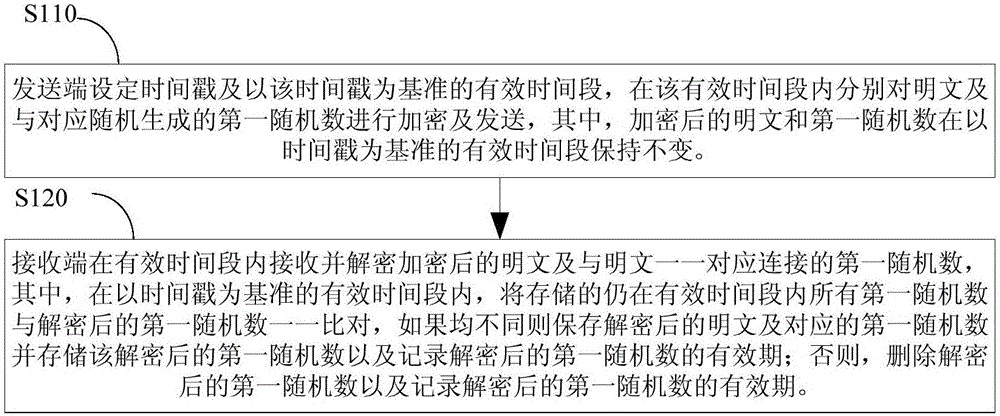 S110
发送端设定时间戳及以该时间戳为基准的有效时间段，在该有效时间段内分别对明文及
与对应随机生成的第一随机数进行加密及发送，其中，加密后的明文和第一随机数在以
时间戳为基准的有效时间段保持不变。
S120
接收端在有效时间段内接收并解密加密后的明文及与明文一一对应连接的第一随机数，
其中，在以时间戳为基准的有效时间段内，将存储的仍在有效时间段内所有第一随机数
与解密后的第一随机数一一比对，如果均不同则保存解密后的明文及对应的第一随机数
并存储该解密后的第一随机数以及记录解密后的第一随机数的有效期；否则，删除解密
后的第一随机数以及记录解密后的第一随机数的有效期。